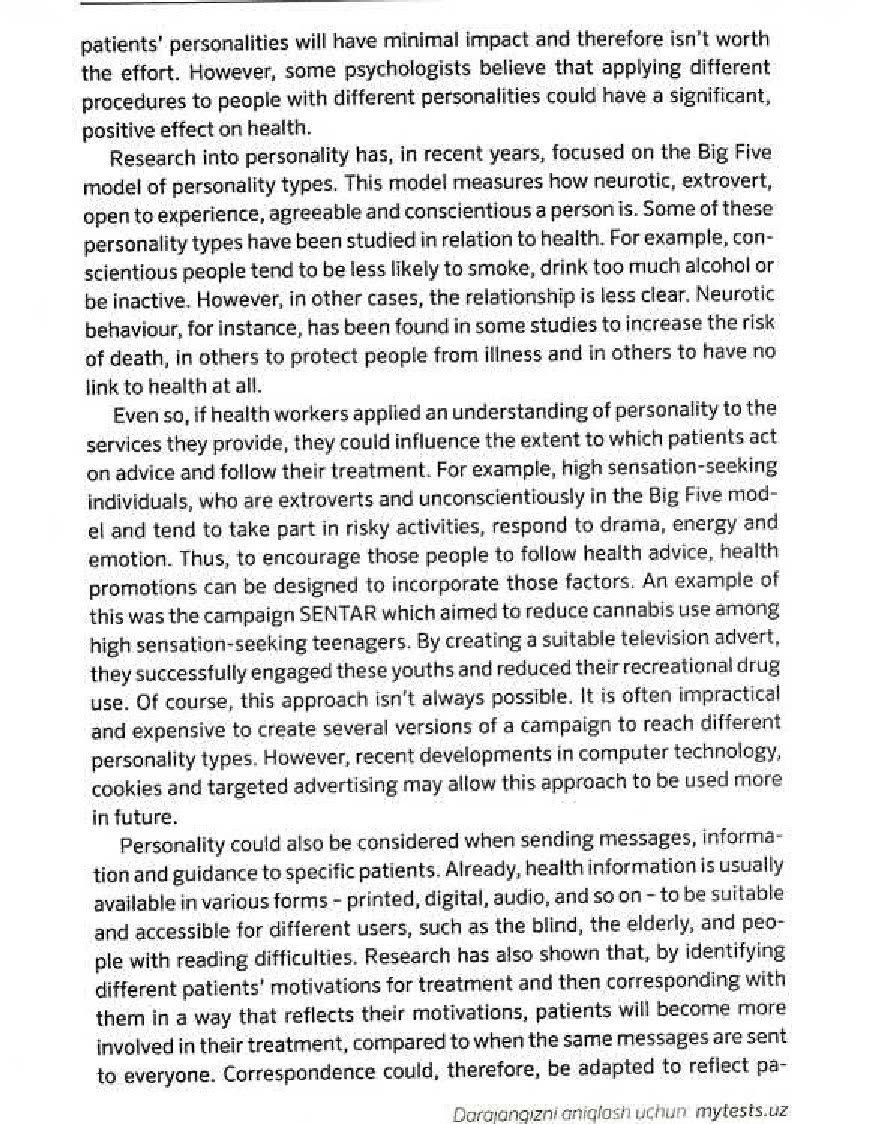 patients' personalities will have minimal impact and therefore isn't worth
the effort. However, some psychologists believe that applying different
procedures to people with different personalities could have a significant,
positive effect on health.
Research into personality has, in recent years, focused on the Big Five
model of personality types. This model measures how neurotic, extrovert,
open to experience, agreeable and conscientious a person is. Some of these
personality types have been studied in relation to health. For example, con-
scientious people tend to be less likely to smoke, drink too much alcohol or
be inactive. However, in other cases, the relationship is less clear. Neurotic
behaviour, for instance, has been found in some studies to increase the risk
of death, in others to protect people from illness and in others to have no
link to health at all.
Even so, if health workers applied an understanding of personality to the
services they provide, they could influence the extent to which patients act
on advice and follow their treatment. For example, high sensation-seeking
individuals, who are extroverts and unconscientiously in the Big Five mod-
el and tend to take part in risky activities, respond to drama, energy and
emotion. Thus, to encourage those people to follow health advice, health
promotions can be designed to incorporate those factors. An example of
this was the campaign SENTAR which aimed to reduce cannabis use among
high sensation-seeking teenagers. By creating a suitable television advert,
they successfully engaged these youths and reduced their recreational drug
use. Of course, this approach isn't always possible. It is often impractical
and expensive to create several versions of a campaign to reach different
personality types. However, recent developments in computer technology,
cookies and targeted advertising may allow this approach to be used more
in future.
Personality could also be considered when sending messages, informa-
tion and guidance to specific patients. Already, health information is usually
available in various forms – printed, digital, audio, and so on – to be suitable
and accessible for different users, such as the blind, the elderly, and peo-
ple with reading difficulties. Research has also shown that, by identifying
different patients' motivations for treatment and then corresponding with
them in a way that reflects their motivations, patients will become more
involved in their treatment, compared to when the same messages are sent
to everyone. Correspondence could, therefore, be adapted to reflect pa-
Darajangizni aniqlash uchun: mytests.uz